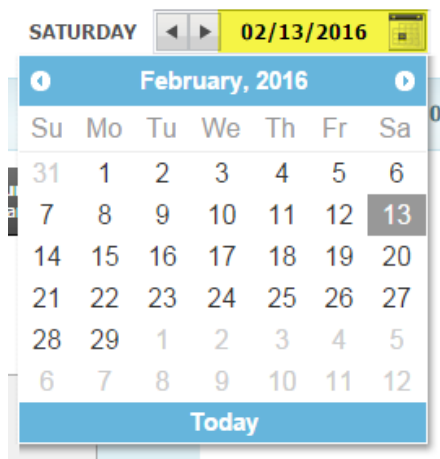 SATURDAY 02/13/2016
February, 2016
Su Mo Tu We Th Fr Sa
31 1 2 3 4 5 6
7 8 9 10 11 12 13
14 15 16 17 18 19 20
21 22 23 24 25 26 27
28 29 1 2 3 4 5
6 7 8 9 10 11 12
Today